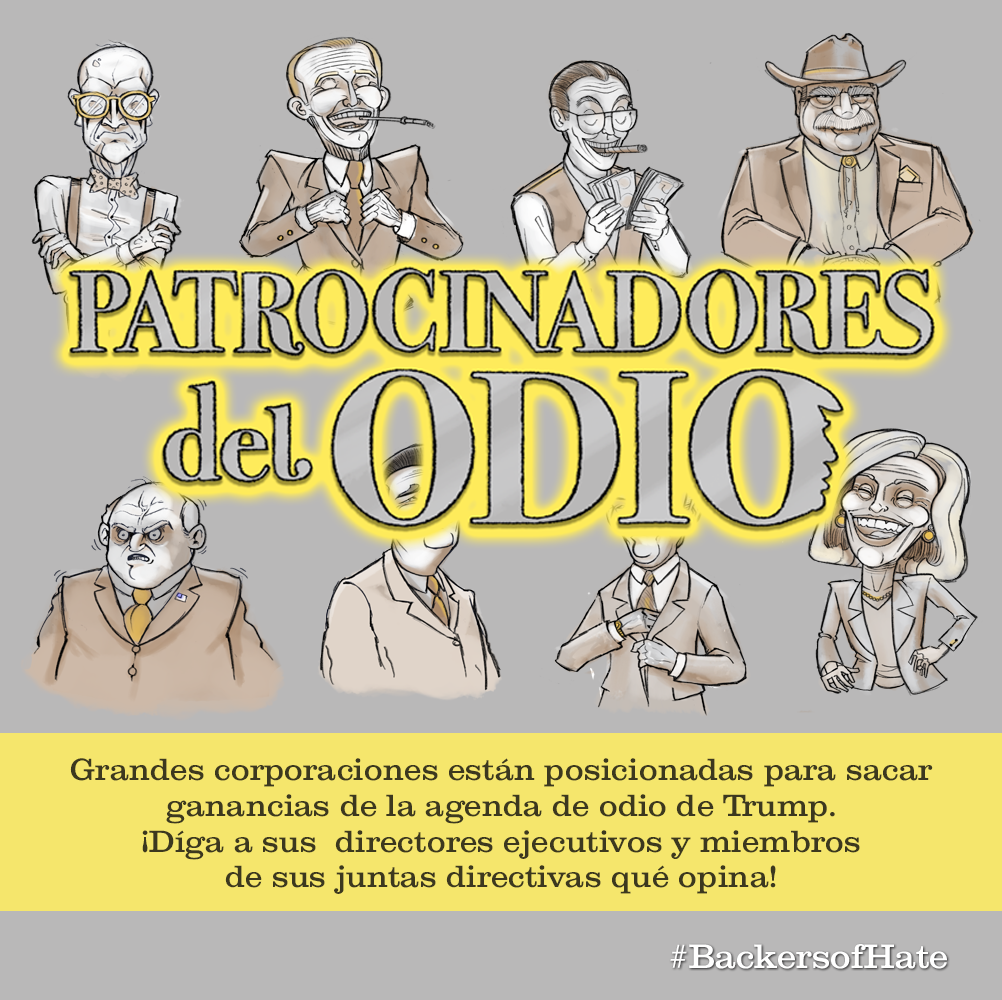 PATROCINADORES
del ODIO
Grandes corporaciones están posicionadas para sacar
ganancias de la agenda de odio de Trump.
¡Díga a sus directores ejecutivos y miembros
de sus juntas directivas qué opina!
#BackersofHate